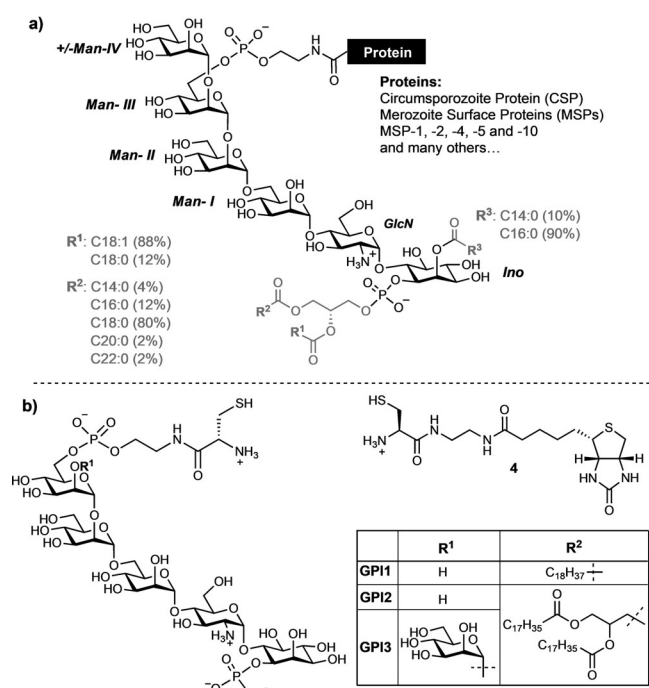 a)
+/-Man-IV
Man- III
Man- II
Man- I
GlcN
Ino
Protein
Proteins:
Circumsporozoite Protein (CSP)
Merozoite Surface Proteins (MSPs)
MSP-1, -2, -4, -5 and -10
and many others…
R¹: C18:1 (88%)
C18:0 (12%)
R²: C14:0 (4%)
C16:0 (12%)
C18:0 (80%)
C20:0 (2%)
C22:0 (2%)
R³: C14:0 (10%)
C16:0 (90%)
b)
SH
HS
4
R¹ R²
GPI1 H C₁₈H₃₇
GPI2 H
GPI3
C₁₇H₃₅
C₁₇H₃₅